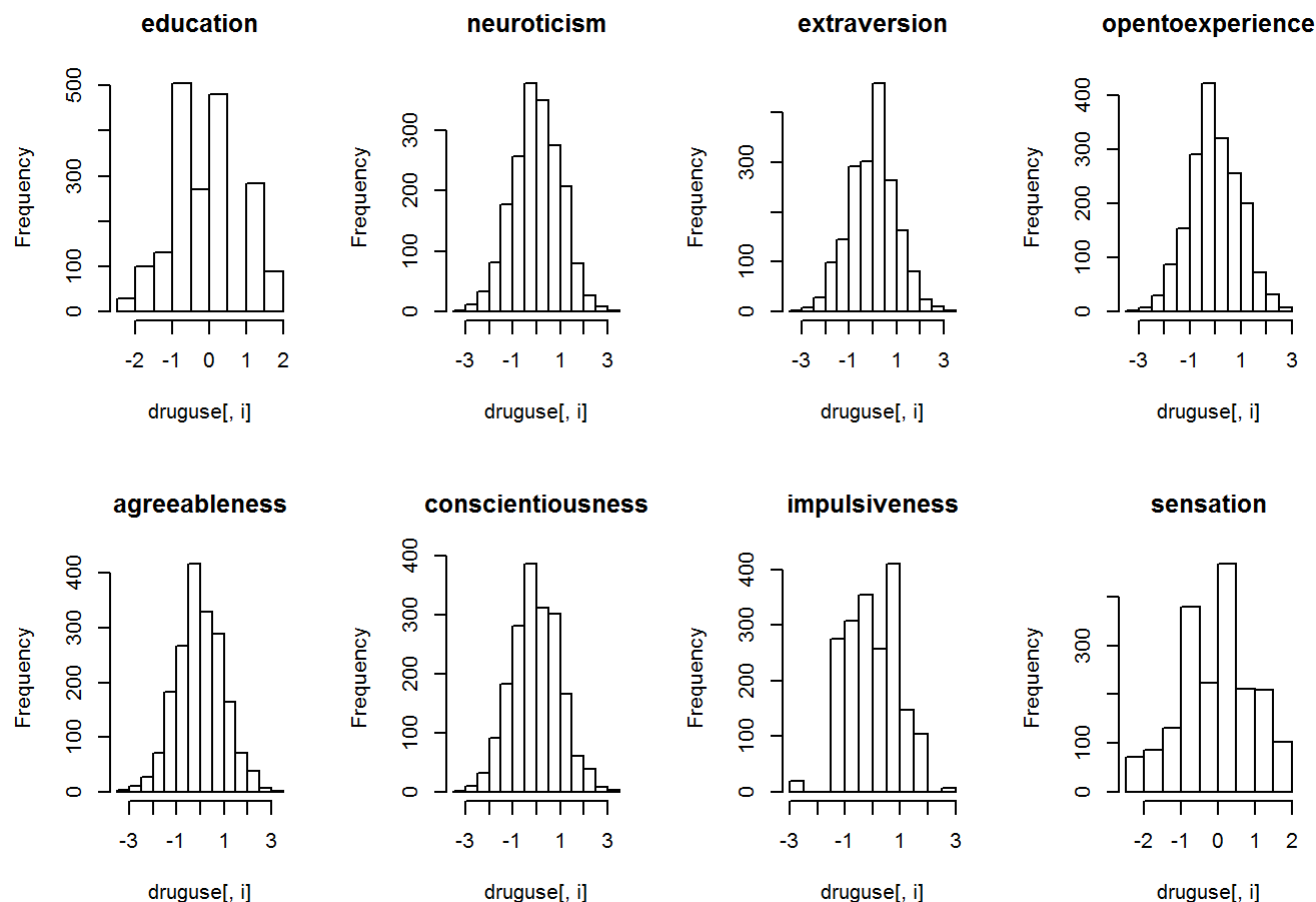 education
Frequency
0
100
300
500
-2
-1
0
1
2
druguse[, i]
neuroticism
Frequency
0
100
200
300
-3
-1
1
3
druguse[, i]
extraversion
Frequency
0
100
200
300
-3
-1
1
3
druguse[, i]
opentoexperience
Frequency
0
100
200
300
400
-3
-1
1
3
druguse[, i]
agreeableness
Frequency
0
100
200
300
400
-3
-1
1
3
druguse[, i]
conscientiousness
Frequency
0
100
200
300
400
-3
-1
1
3
druguse[, i]
impulsiveness
Frequency
0
100
200
300
400
-3
-1
1
3
druguse[, i]
sensation
Frequency
0
100
300
-2
-1
0
1
2
druguse[, i]